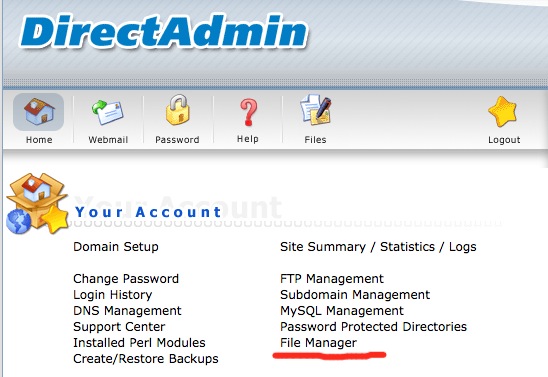 DirectAdmin
Home Webmail Password Help Files Logout
Your Account
Domain Setup
Change Password
Login History
DNS Management
Support Center
Installed Perl Modules
Create/Restore Backups
Site Summary / Statistics / Logs
FTP Management
Subdomain Management
MySQL Management
Password Protected Directories
File Manager